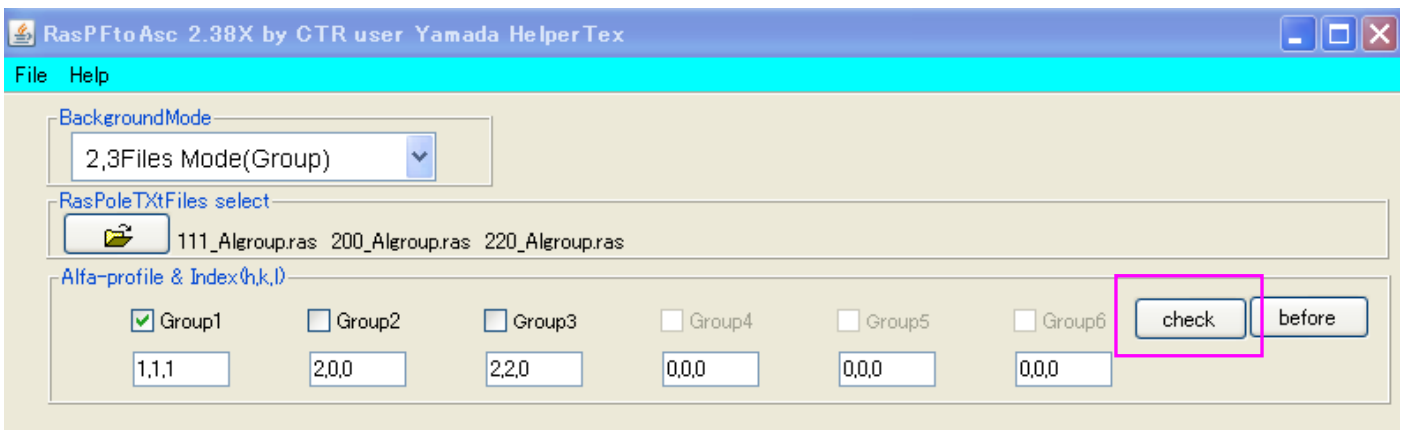 RasPFtoAsc 2.38X by CTR user Yamada HelperTex
File Help
BackgroundMode
2,3Files Mode(Group)
RasPoleTXtFiles select
111_Algroup.ras 200_Algroup.ras 220_Algroup.ras
Alfa-profile & Index(h,k,l)
Group1 Group2 Group3 Group4 Group5 Group6 check before
1,1,1 2,0,0 2,2,0 0,0,0 0,0,0 0,0,0